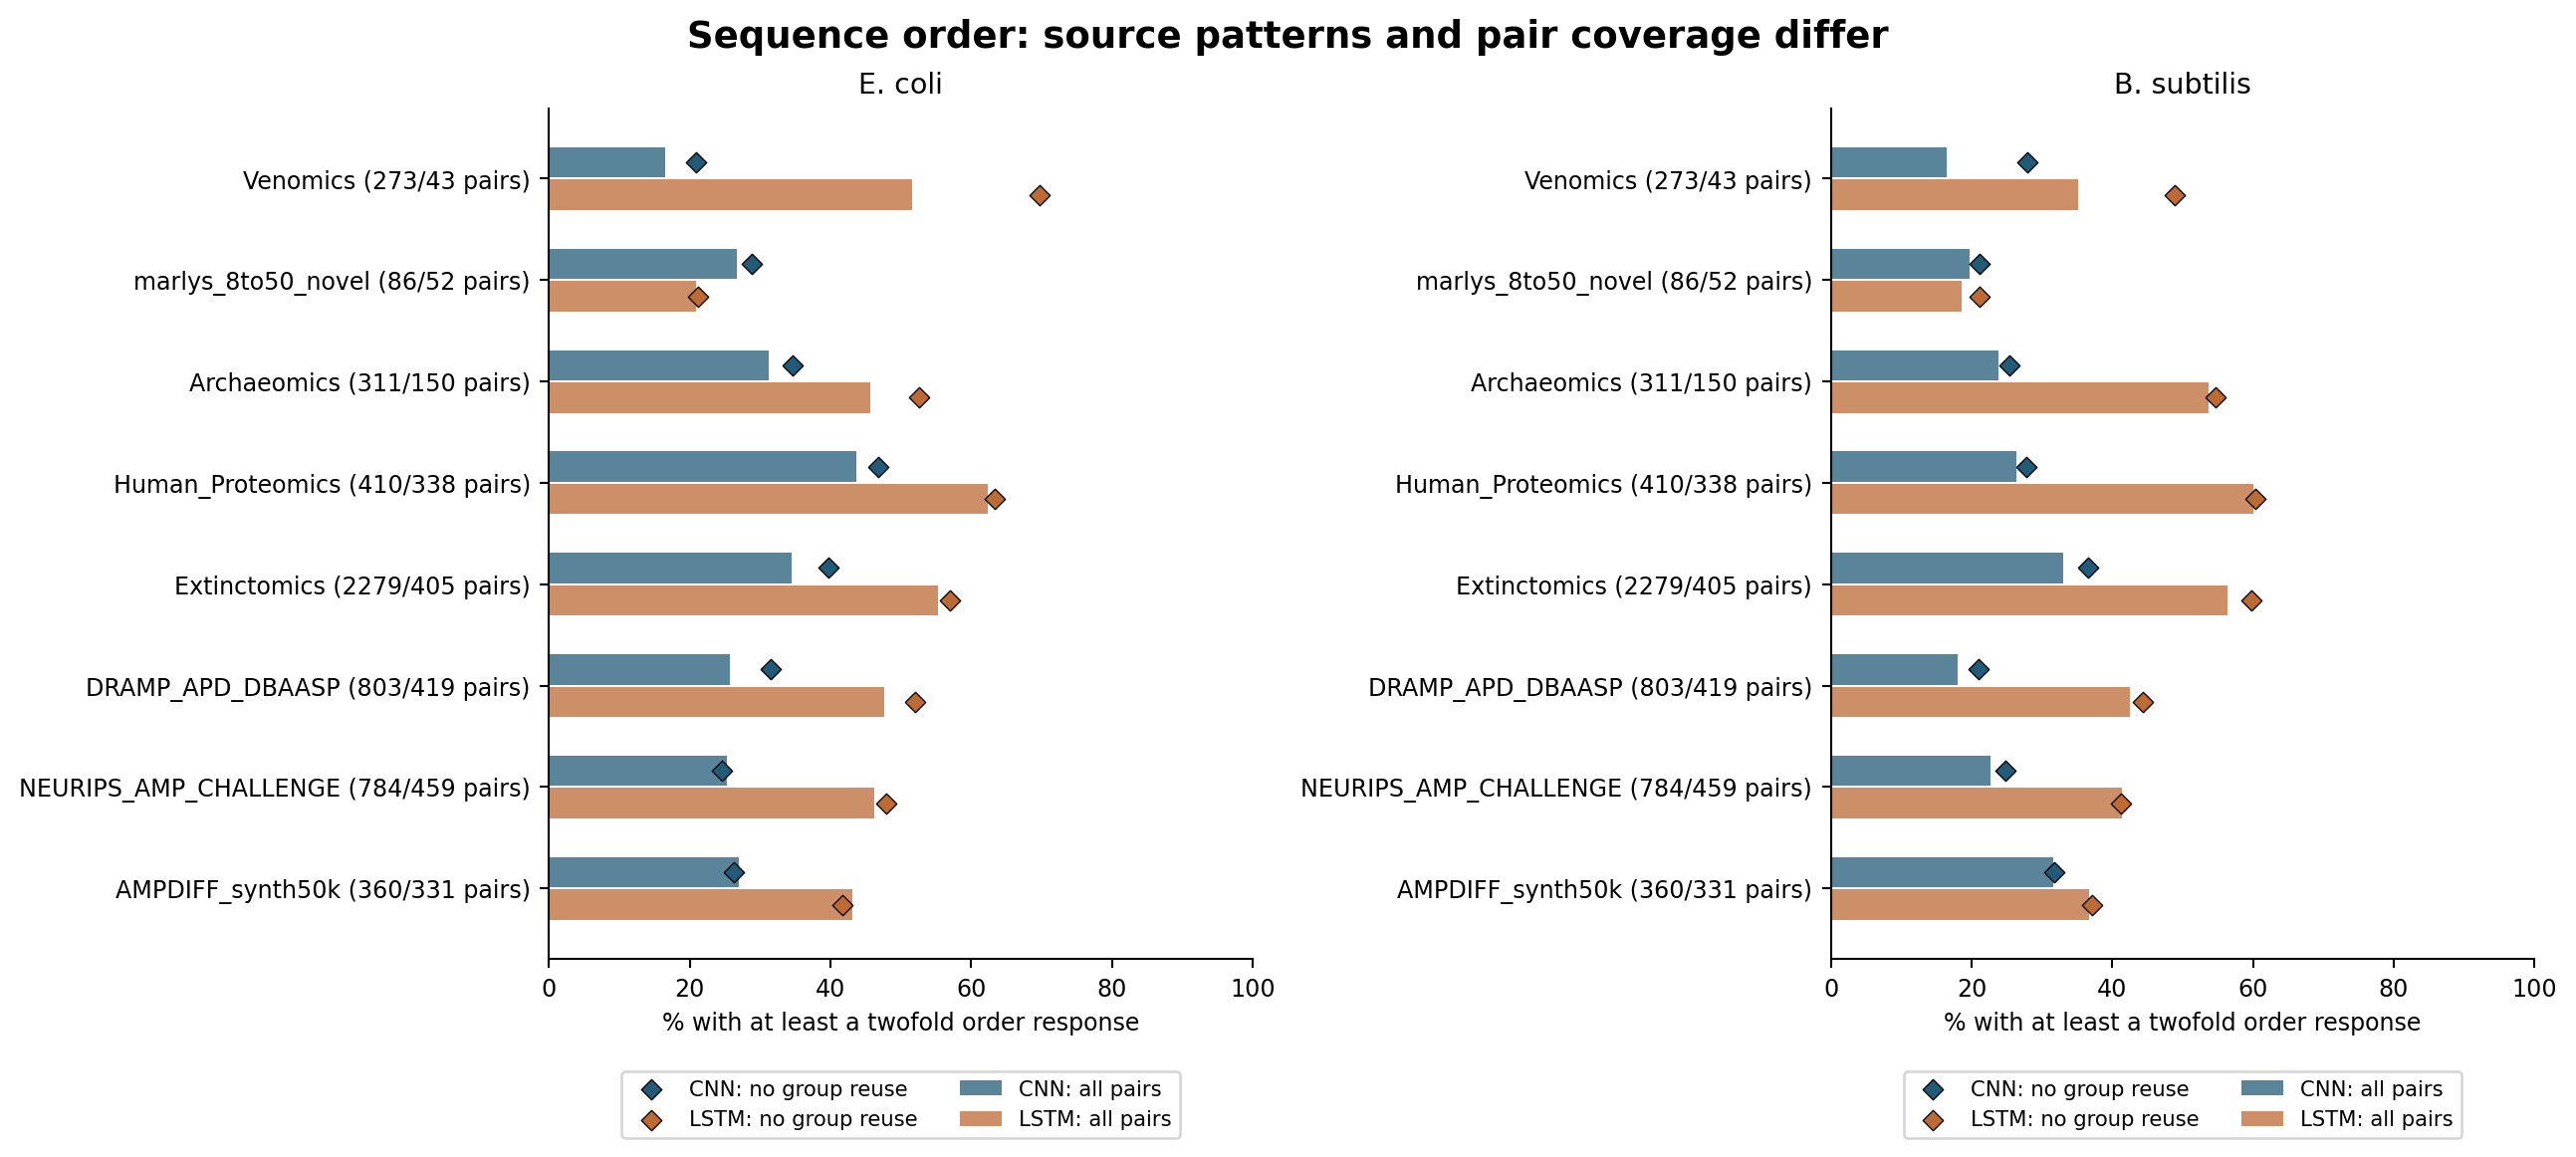 Sequence order: source patterns and pair coverage differ
E. coli
Venomics (273/43 pairs)
marlys_8to50_novel (86/52 pairs)
Archaeomics (311/150 pairs)
Human_Proteomics (410/338 pairs)
Extinctomics (2279/405 pairs)
DRAMP_APD_DBAASP (803/419 pairs)
NEURIPS_AMP_CHALLENGE (784/459 pairs)
AMPDIFF_synth50k (360/331 pairs)
0 20 40 60 80 100
% with at least a twofold order response
CNN: no group reuse CNN: all pairs
LSTM: no group reuse LSTM: all pairs
B. subtilis
Venomics (273/43 pairs)
marlys_8to50_novel (86/52 pairs)
Archaeomics (311/150 pairs)
Human_Proteomics (410/338 pairs)
Extinctomics (2279/405 pairs)
DRAMP_APD_DBAASP (803/419 pairs)
NEURIPS_AMP_CHALLENGE (784/459 pairs)
AMPDIFF_synth50k (360/331 pairs)
0 20 40 60 80 100
% with at least a twofold order response
CNN: no group reuse CNN: all pairs
LSTM: no group reuse LSTM: all pairs